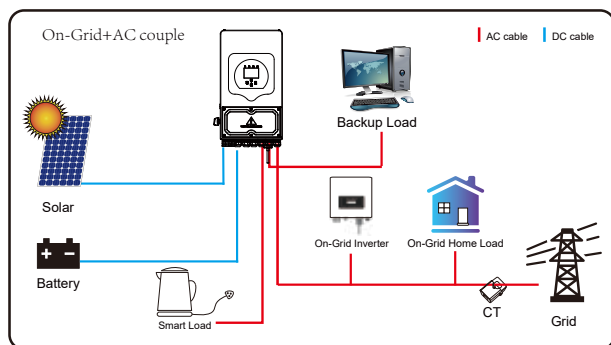 On-Grid+AC couple
AC cable
DC cable
Backup Load
Solar
On-Grid Inverter
On-Grid Home Load
Battery
Smart Load
CT
Grid